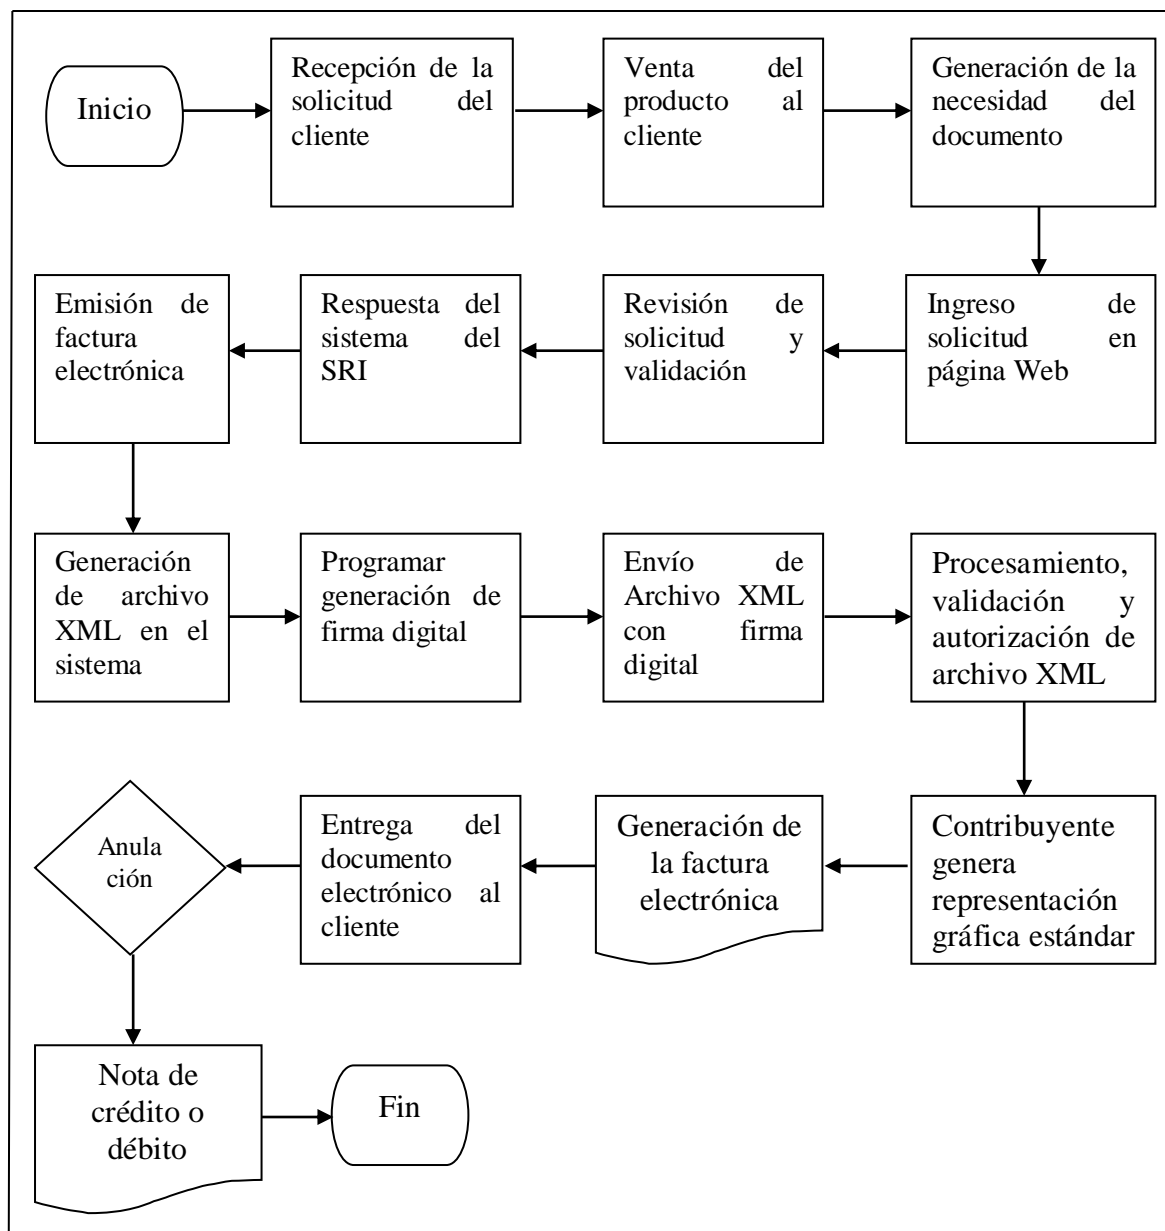 Inicio
Recepción de la
solicitud del
cliente
Venta del
producto al
cliente
Generación de la
necesidad del
documento
Ingreso de
solicitud en
página Web
Revisión de
solicitud y
validación
Respuesta del
sistema del
SRI
Emisión de
factura
electrónica
Generación
de archivo
XML en el
sistema
Programar
generación de
firma digital
Envío de
Archivo XML
con firma
digital
Procesamiento,
validación y
autorización de
archivo XML
Contribuyente
genera
representación
gráfica estándar
Generación de
la factura
electrónica
Entrega del
documento
electrónico al
cliente
Anula
ción
Nota de
crédito o
débito
Fin